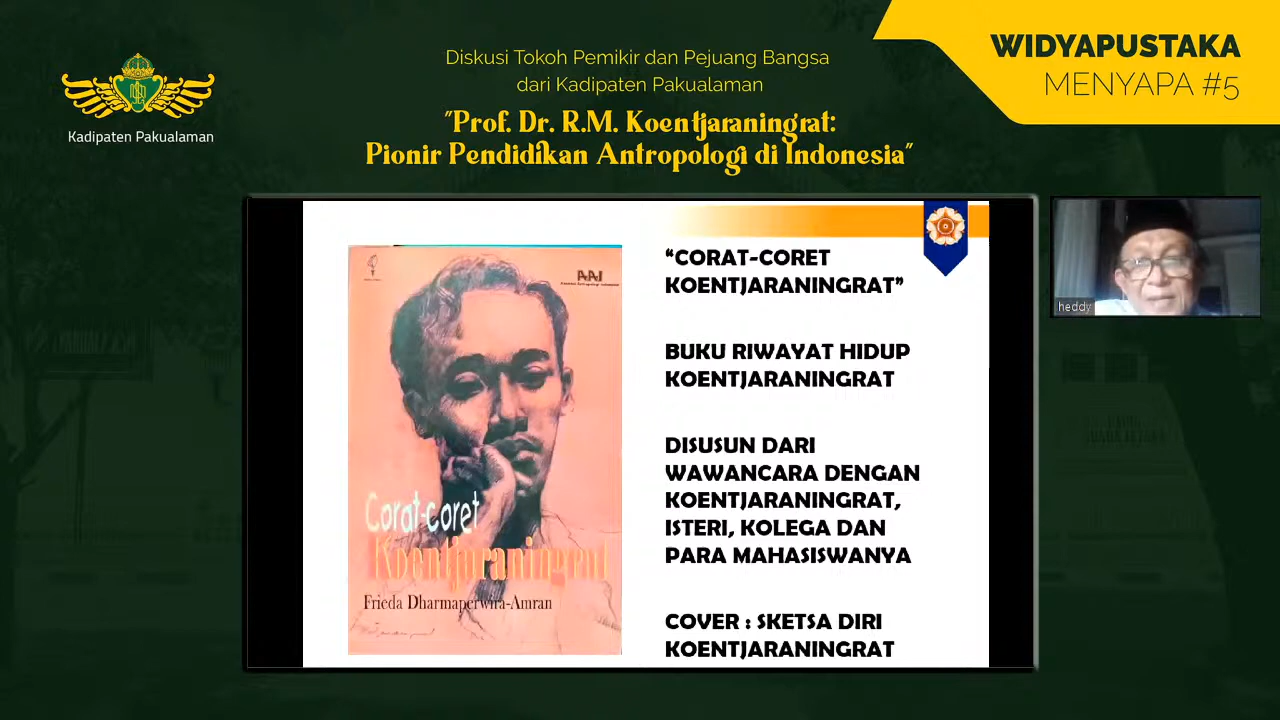 Diskusi Tokoh Pemikir dan Pejuang Bangsa
dari Kadipaten Pakualaman
"Prof. Dr. R.M. Koentjaraningrat:
Pionir Pendidikan Antropologi di Indonesia"
WIDYAPUSTAKA
MENYAPA #5
Kadipaten Pakualaman
AAI
Corat-coret
Koentjaraningrat
Frieda Dharmaperwira-Amran
“CORAT-CORET
KOENTJARANINGRAT”
BUKU RIWAYAT HIDUP
KOENTJARANINGRAT
DISUSUN DARI
WAWANCARA DENGAN
KOENTJARANINGRAT,
ISTERI, KOLEGA DAN
PARA MAHASISWANYA
COVER : SKETSA DIRI
KOENTJARANINGRAT
heddy